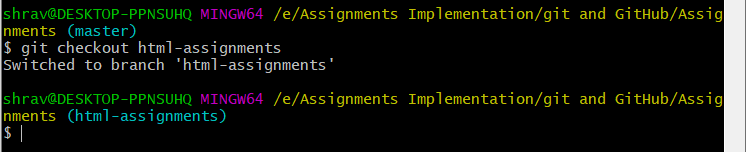 shrav@DESKTOP-PPNSUHQ MINGW64 /e/Assignments Implementation/git and GitHub/Assig
nments (master)
$ git checkout html-assignments
Switched to branch 'html-assignments'
shrav@DESKTOP-PPNSUHQ MINGW64 /e/Assignments Implementation/git and GitHub/Assig
nments (html-assignments)
$